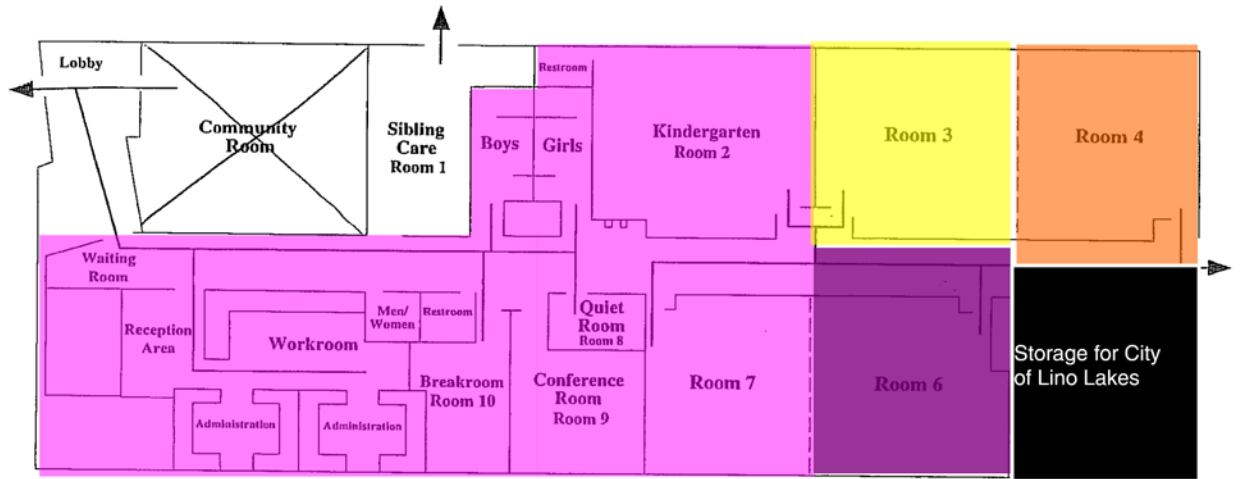 Lobby
Community
Room
Sibling
Care
Room 1
Restroom
Boys
Girls
Kindergarten
Room 2
Room 3
Room 4
Waiting
Room
Reception
Area
Men/
Women
Restroom
Workroom
Quiet
Room
Room 8
Breakroom
Room 10
Conference
Room
Room 9
Room 7
Room 6
Storage for City
of Lino Lakes
Administration
Administration